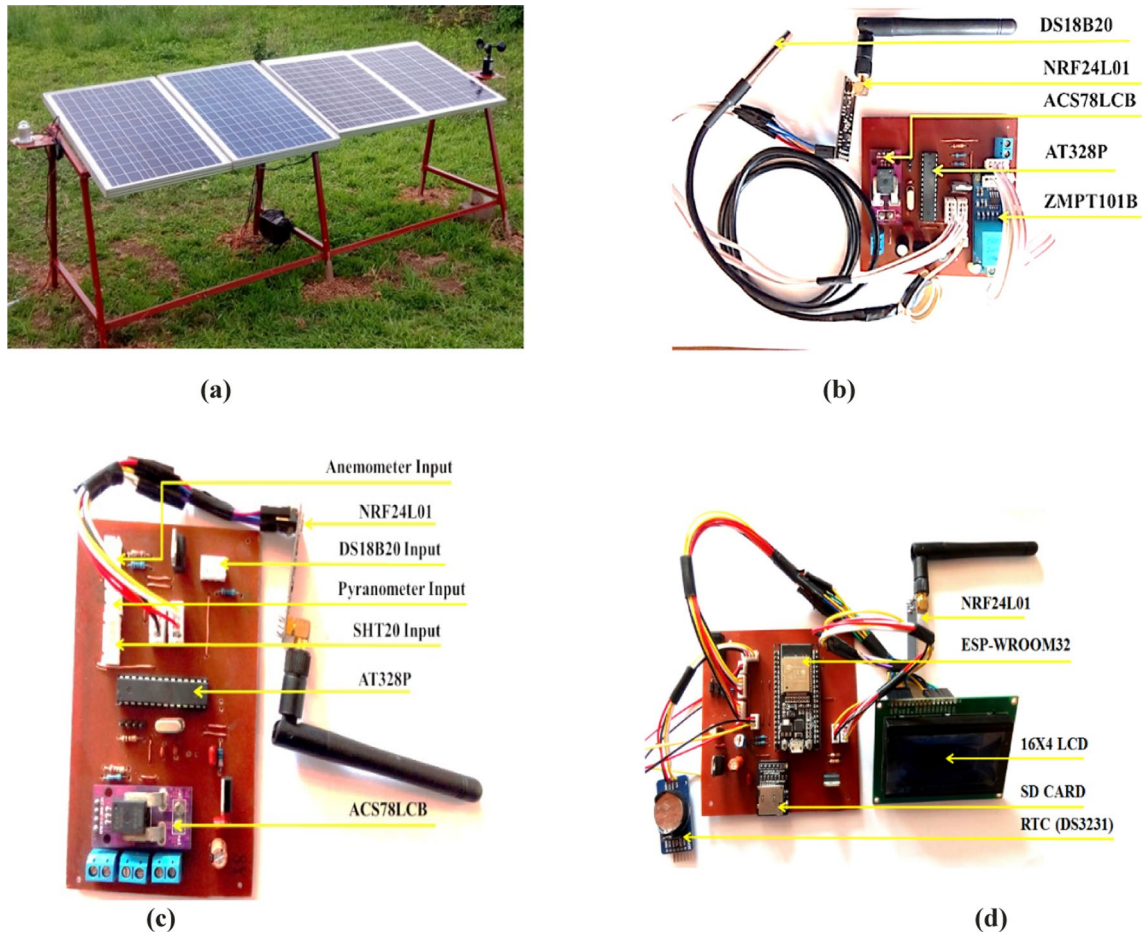 DS18B20
NRF24L01
ACS78LCB
AT328P
ZMPT101B
(a)
(b)
Anemometer Input
NRF24L01
DS18B20 Input
Pyranometer Input
SHT20 Input
AT328P
ACS78LCB
(c)
NRF24L01
ESP-WROOM32
16X4 LCD
SD CARD
RTC (DS3231)
(d)